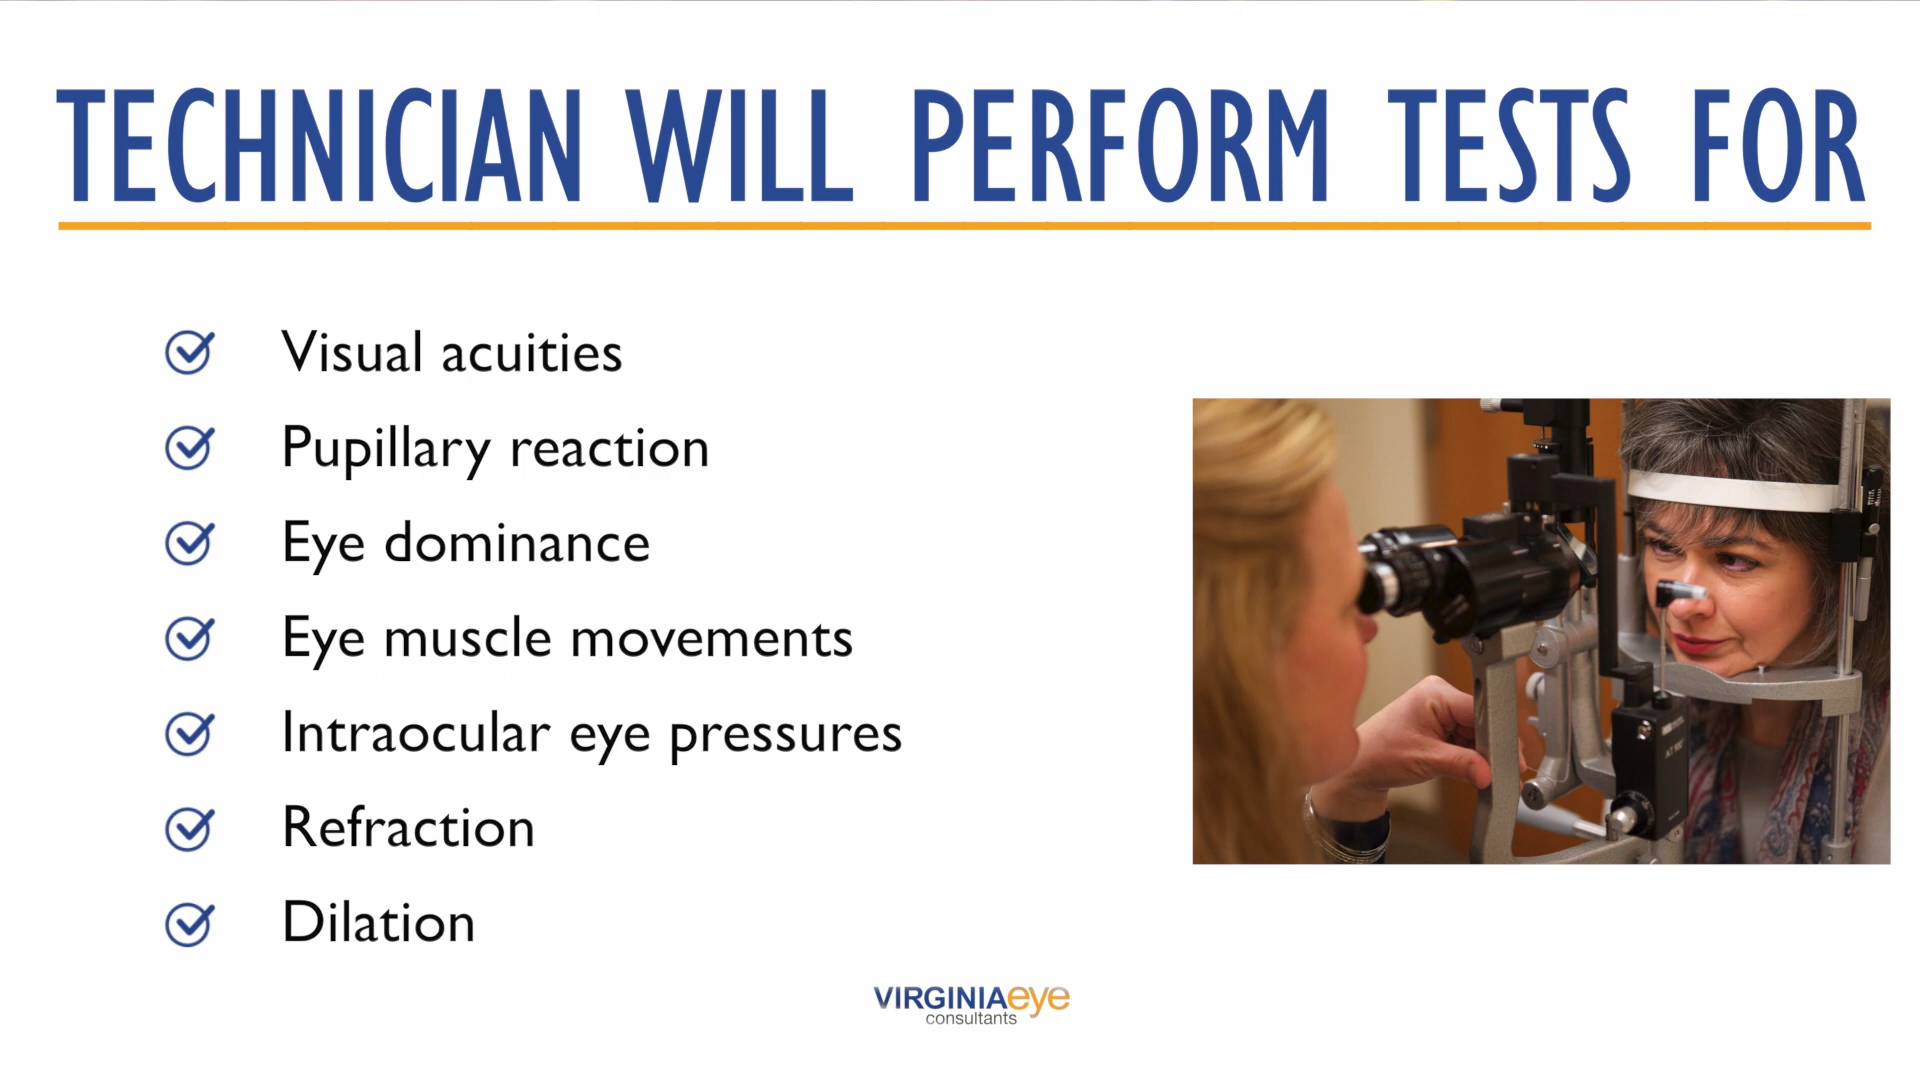 TECHNICIAN WILL PERFORM TESTS FOR
Visual acuities
Pupillary reaction
Eye dominance
Eye muscle movements
Intraocular eye pressures
Refraction
Dilation
VIRGINIAeye
consultants